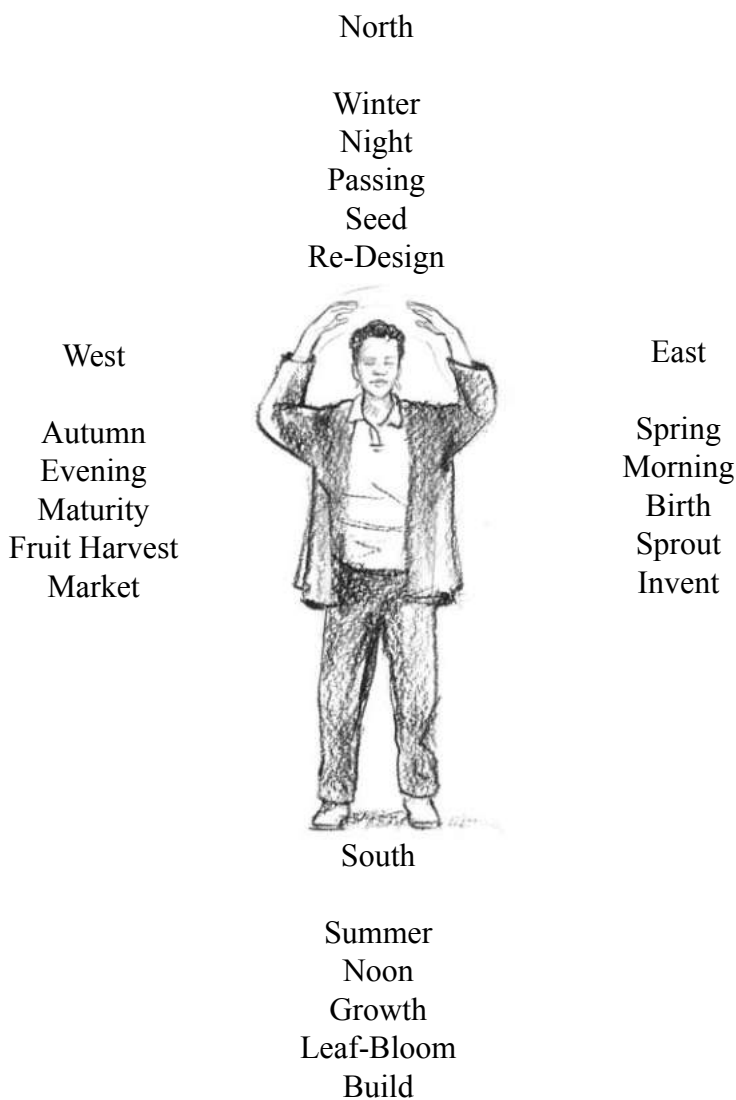 North
Winter
Night
Passing
Seed
Re-Design
West
Autumn
Evening
Maturity
Fruit Harvest
Market
East
Spring
Morning
Birth
Sprout
Invent
South
Summer
Noon
Growth
Leaf-Bloom
Build